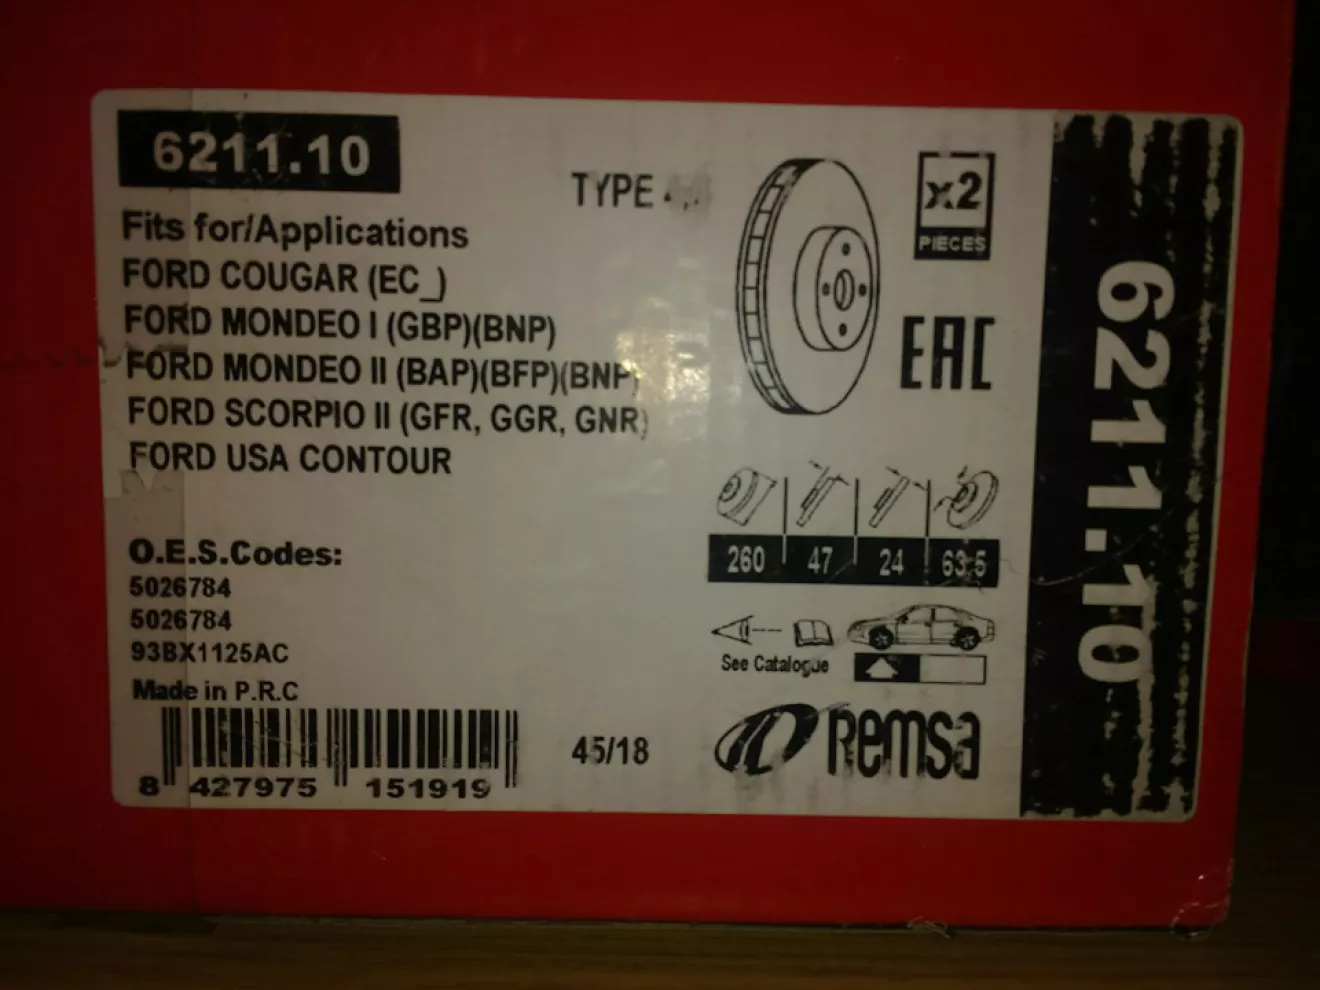 6211.10
TYPE
x2
PIECES
Fits for/Applications
FORD COUGAR (EC_)
FORD MONDEO I (GBP)(BNP)
FORD MONDEO II (BAP)(BFP)(BNP)
FORD SCORPIO II (GFR, GGR, GNR)
FORD USA CONTOUR
EAC
260 47 24 63.5
O.E.S.Codes:
5026784
5026784
93BX1125AC
Made in P.R.C
See Catalogue
8 427975 151919
45/18
Remsa
6211.10